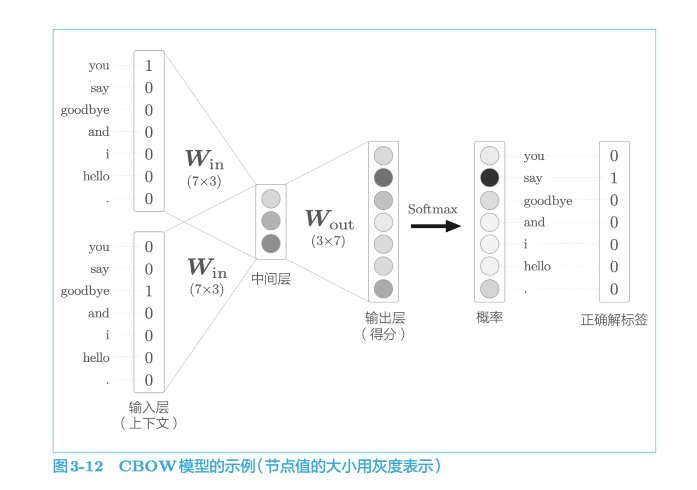 you 1
say 0
goodbye 0
and 0
i 0
hello 0
. 0
W in
(7×3)
you 0
say 0
goodbye 1
and 0
i 0
hello 0
. 0
W in
(7×3)
输入层
（上下文）
中间层
W out
(3×7)
输出层
（得分）
Softmax
概率
you 0
say 1
goodbye 0
and 0
i 0
hello 0
. 0
正确解标签
图3-12 CBOW模型的示例（节点值的大小用灰度表示）